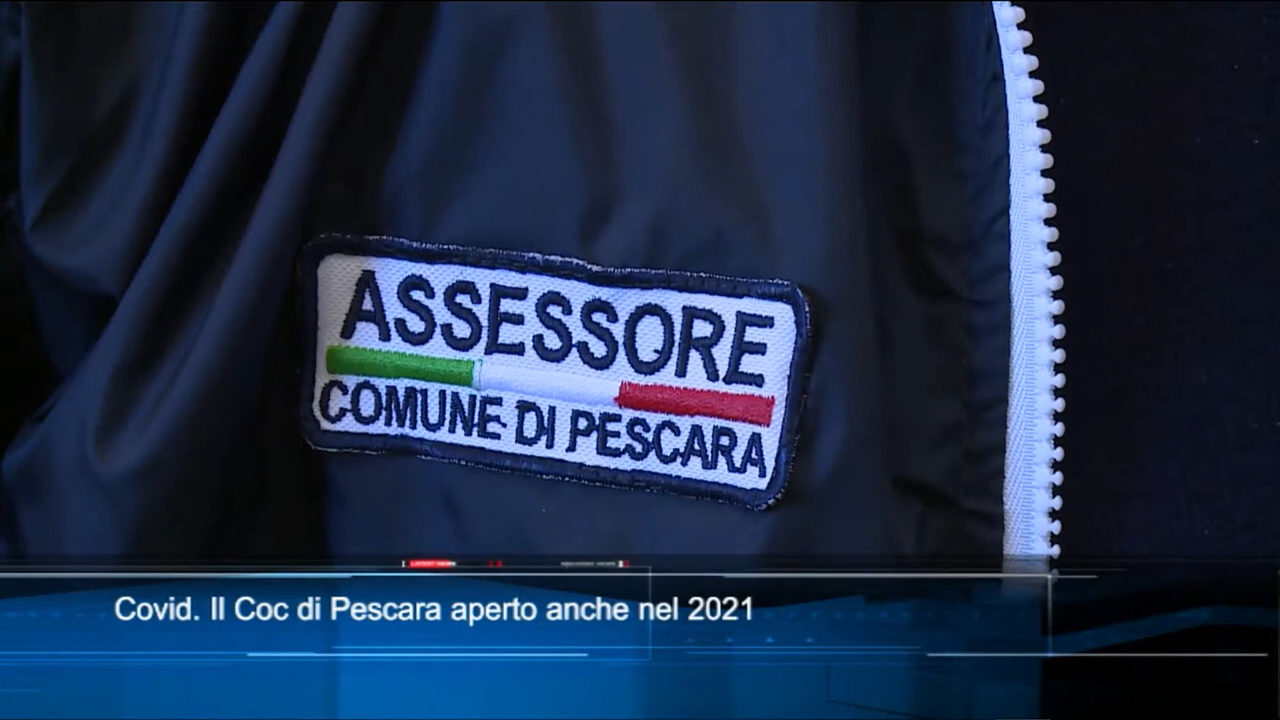 ASSESSORE
COMUNE DI PESCARA
Covid. Il Coc di Pescara aperto anche nel 2021